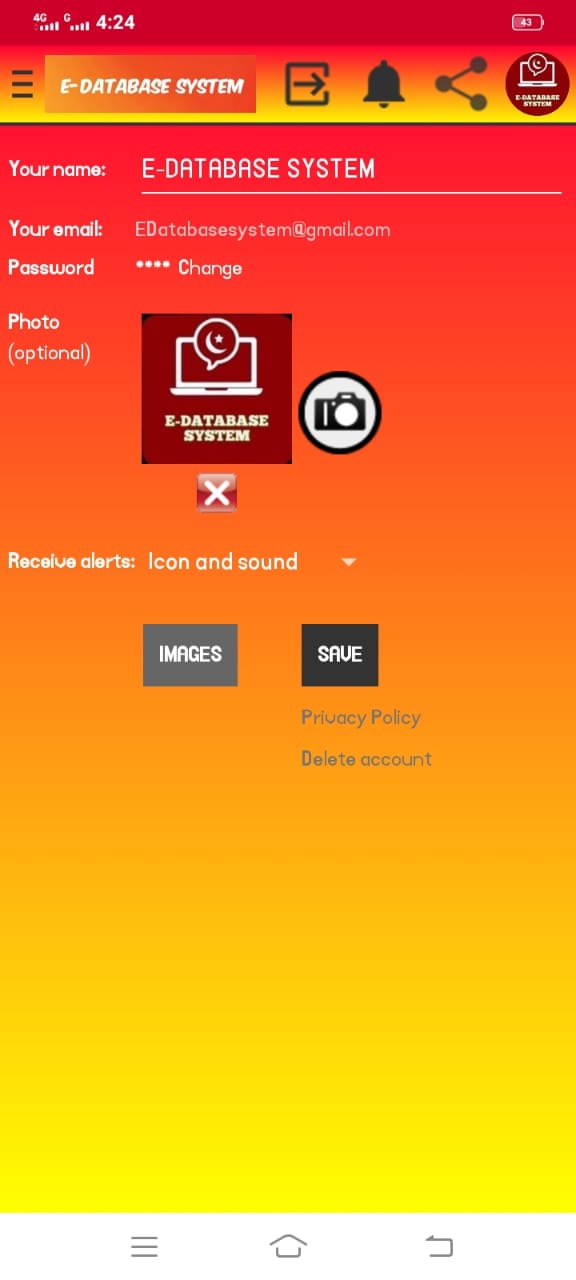 4G G 4:24 43
E-DATABASE SYSTEM
E-DATABASE
SYSTEM
Your name: E-DATABASE SYSTEM
Your email: EDatabasesystem@gmail.com
Password **** Change
Photo
(optional)
E-DATABASE
SYSTEM
Receive alerts: Icon and sound
IMAGES SAVE
Privacy Policy
Delete account